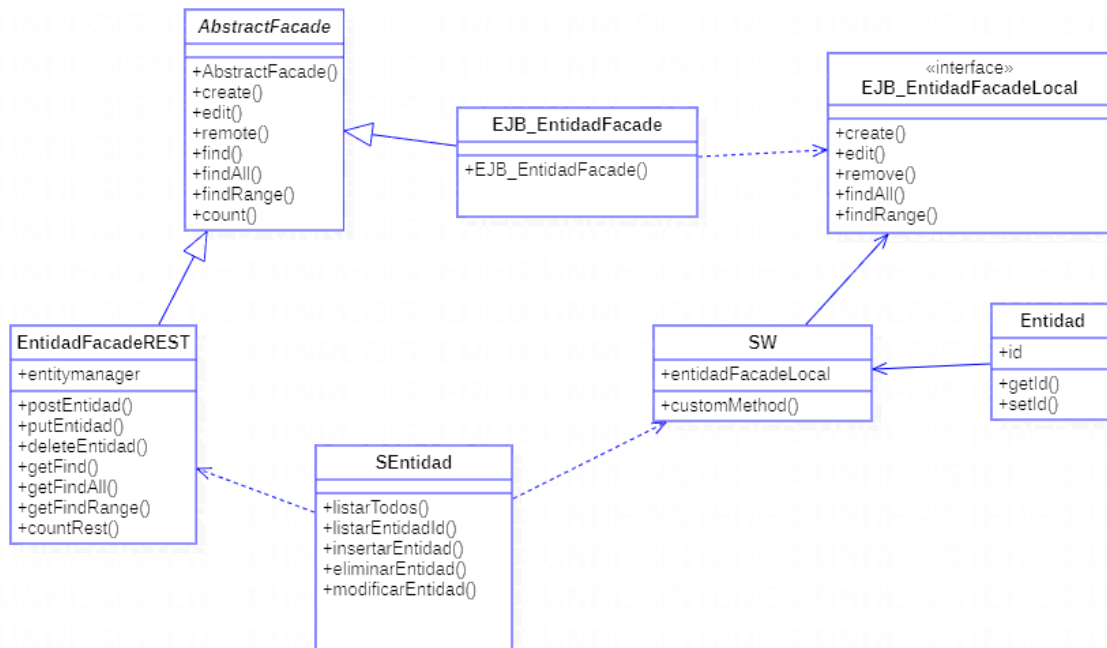 AbstractFacade
+AbstractFacade()
+create()
+edit()
+remote()
+find()
+findAll()
+findRange()
+count()
EJB_EntidadFacade
+EJB_EntidadFacade()
«interface»
EJB_EntidadFacadeLocal
+create()
+edit()
+remove()
+findAll()
+findRange()
EntidadFacadeREST
+entitymanager
+postEntidad()
+putEntidad()
+deleteEntidad()
+getFind()
+getFindAll()
+getFindRange()
+countRest()
SEntidad
+listarTodos()
+listarEntidadId()
+insertarEntidad()
+eliminarEntidad()
+modificarEntidad()
SW
+entidadFacadeLocal
+customMethod()
Entidad
+id
+getId()
+setId()